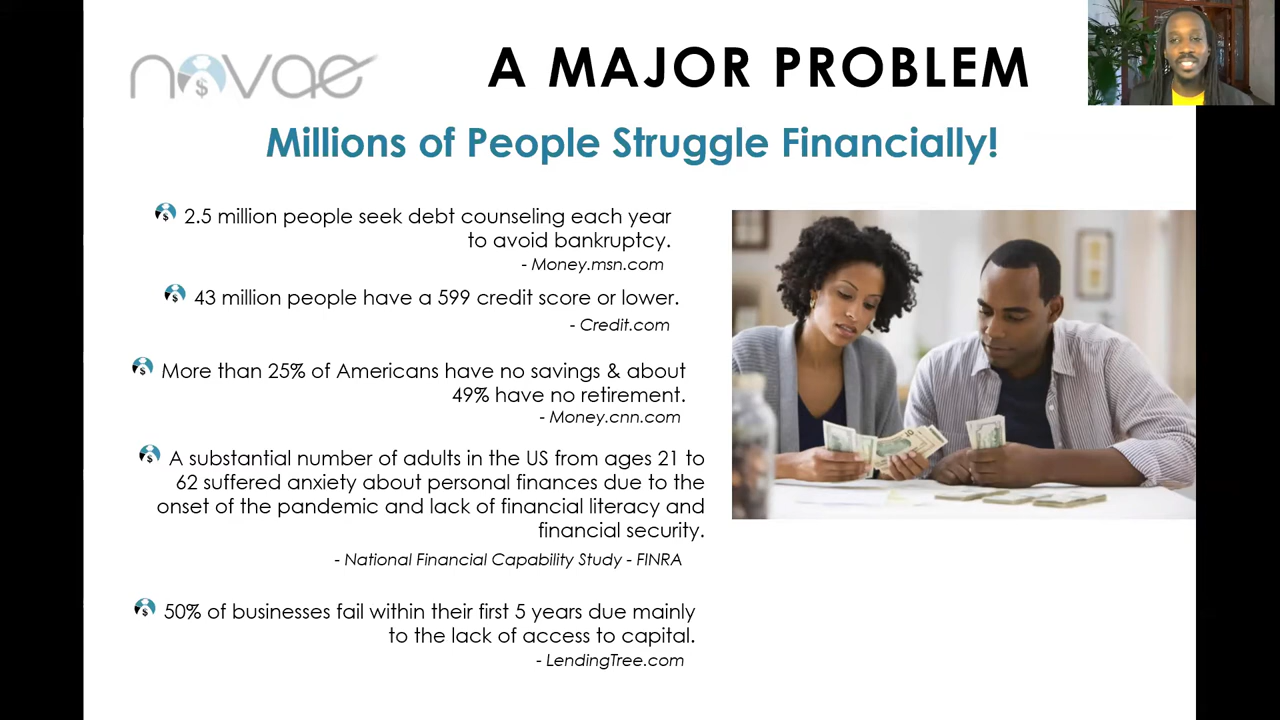 novae
A MAJOR PROBLEM
Millions of People Struggle Financially!
2.5 million people seek debt counseling each year
to avoid bankruptcy.
- Money.msn.com
43 million people have a 599 credit score or lower.
- Credit.com
More than 25% of Americans have no savings & about
49% have no retirement.
- Money.cnn.com
A substantial number of adults in the US from ages 21 to
62 suffered anxiety about personal finances due to the
onset of the pandemic and lack of financial literacy and
financial security.
- National Financial Capability Study - FINRA
50% of businesses fail within their first 5 years due mainly
to the lack of access to capital.
- LendingTree.com